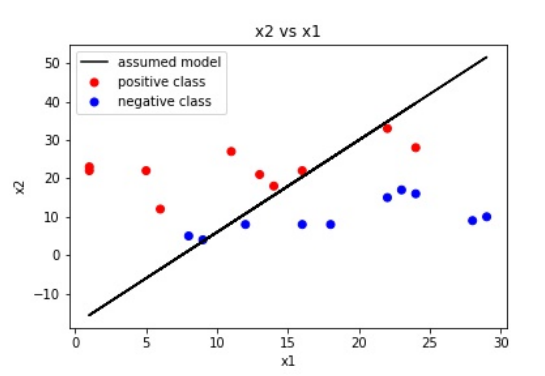 x2 vs x1
assumed model
positive class
negative class
50
40
30
20
10
0
−10
x2
0
5
10
15
20
25
30
x1